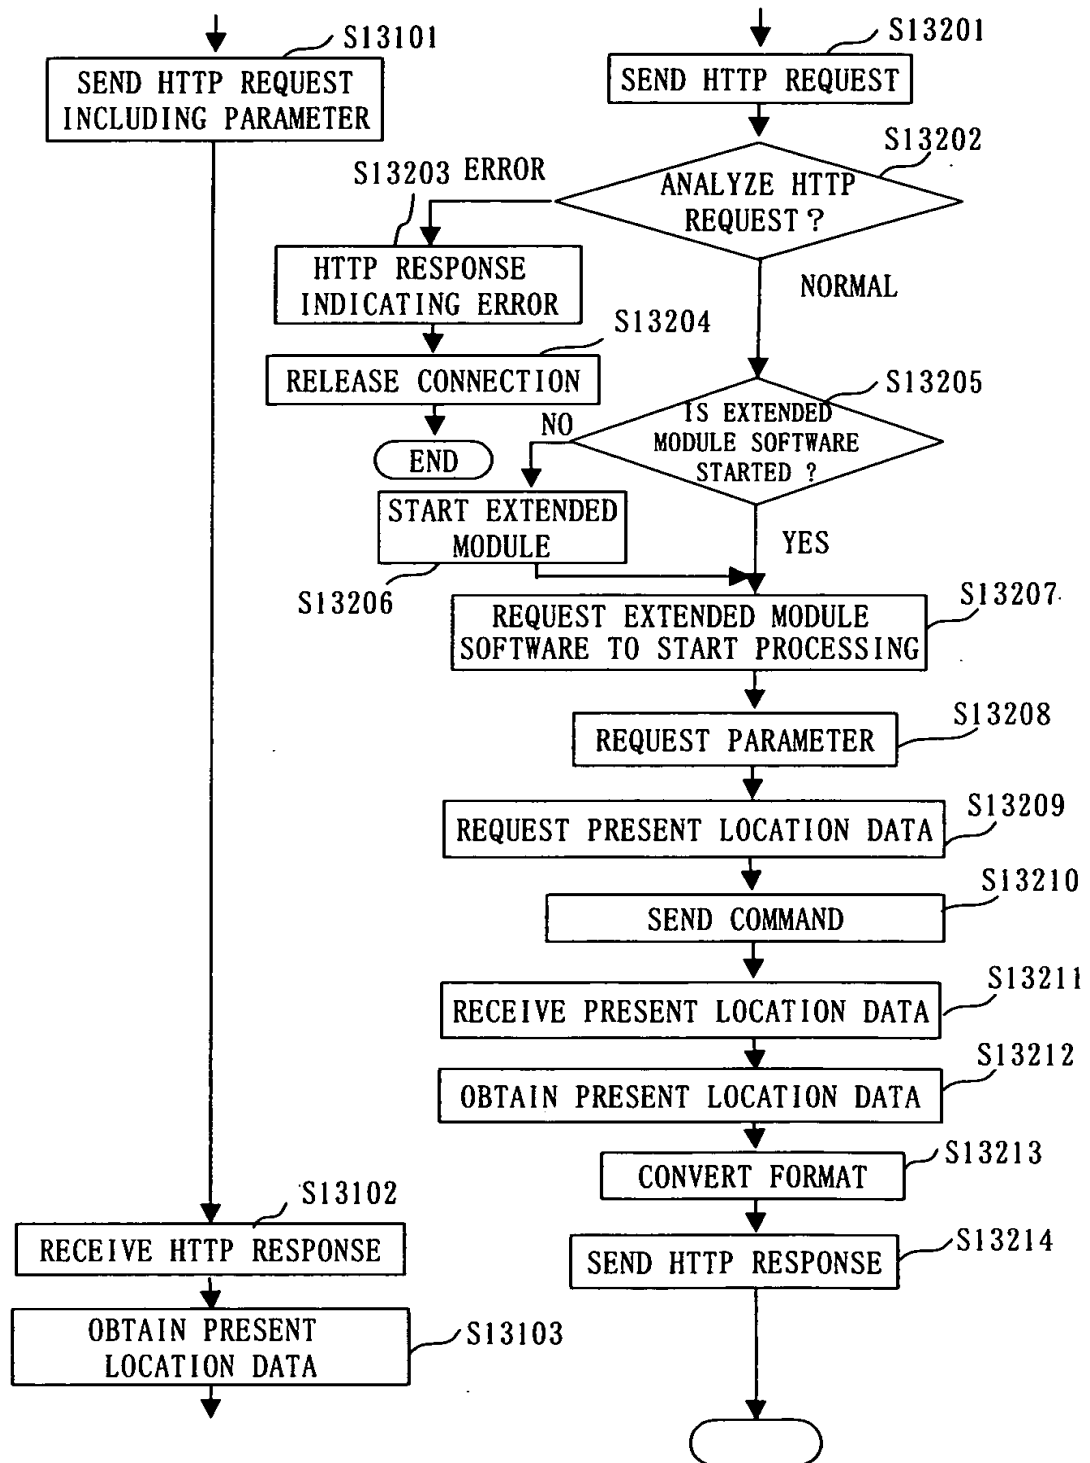 S13101
SEND HTTP REQUEST
INCLUDING PARAMETER
S13201
SEND HTTP REQUEST
S13202
ANALYZE HTTP
REQUEST?
S13203
ERROR
HTTP RESPONSE
INDICATING ERROR
NORMAL
S13204
RELEASE CONNECTION
END
S13205
IS EXTENDED
MODULE SOFTWARE
STARTED ?
NO
START EXTENDED
MODULE
S13206
YES
S13207
REQUEST EXTENDED MODULE
SOFTWARE TO START PROCESSING
S13208
REQUEST PARAMETER
S13209
REQUEST PRESENT LOCATION DATA
S13210
SEND COMMAND
S13211
RECEIVE PRESENT LOCATION DATA
S13212
OBTAIN PRESENT LOCATION DATA
S13213
CONVERT FORMAT
S13214
SEND HTTP RESPONSE
S13102
RECEIVE HTTP RESPONSE
S13103
OBTAIN PRESENT
LOCATION DATA